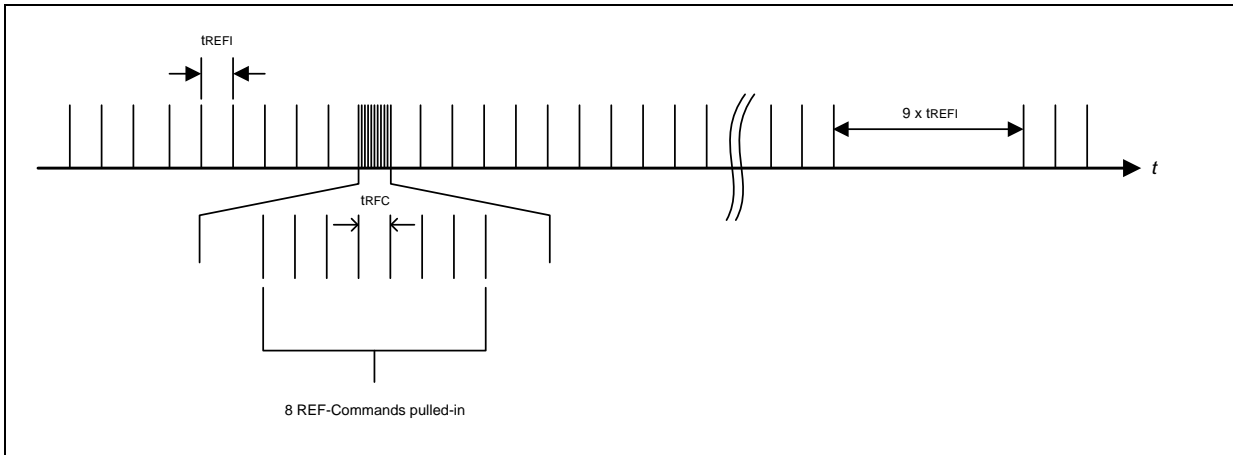 tREFI
9 x tREFI
t
tRFC
8 REF-Commands pulled-in